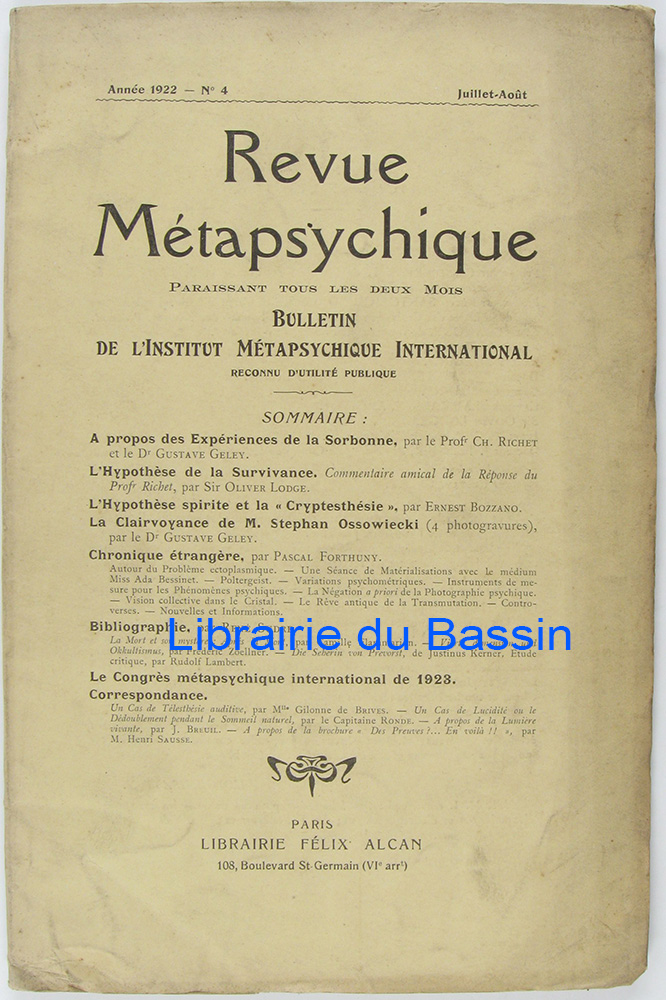 Année 1922 — N° 4
Juillet-Août
Revue
Métapsychique
PARAISSANT TOUS LES DEUX MOIS
BULLETIN
DE L'INSTITUT MÉTAPSYCHIQUE INTERNATIONAL
RECONNU D'UTILITÉ PUBLIQUE
SOMMAIRE :
A propos des Expériences de la Sorbonne, par le Profr CH. RICHET
et le Dr GUSTAVE GELEY.
L'Hypothèse de la Survivance. Commentaire amical de la Réponse du
Profr Richet, par Sir OLIVER LODGE.
L'Hypothèse spirite et la « Cryptesthésie », par ERNEST BOZZANO.
La Clairvoyance de M. Stephan Ossowiecki (4 photogravures),
par le Dr GUSTAVE GELEY.
Chronique étrangère, par PASCAL FORTHUNY.
Autour du Problème ectoplasmique. — Une Séance de Matérialisations avec le médium
Miss Ada Bessinet. — Poltergeist. — Variations psychométriques. — Instruments de me-
sure pour les Phénomènes psychiques. — La Négation a priori de la Photographie psychique.
— Vision collective dans le Cristal. — Le Rêve antique de la Transmutation. — Contro-
verses. — Nouvelles et Informations.
Bibliographie, par
Librairie du Bassin
La Mort et son mystère
Okkultismus, par Frédéric Zoellner. — Die Seherin von Prevorst, de Justinus Kerner, Etude
critique, par Rudolf Lambert.
Le Congrès métapsychique international de 1923.
Correspondance.
Un Cas de Télesthésie auditive, par Mlle Gilonne de BRIVES. — Un Cas de Lucidité ou le
Dédoublement pendant le Sommeil naturel, par le Capitaine RONDE. — A propos de la Lumière
vivante, par J. BREUIL. — A propos de la brochure « Des Preuves ?... En voilà !! », par
M. Henri SAUSSE.
PARIS
LIBRAIRIE FÉLIX ALCAN
108, Boulevard St-Germain (VIe arrt)